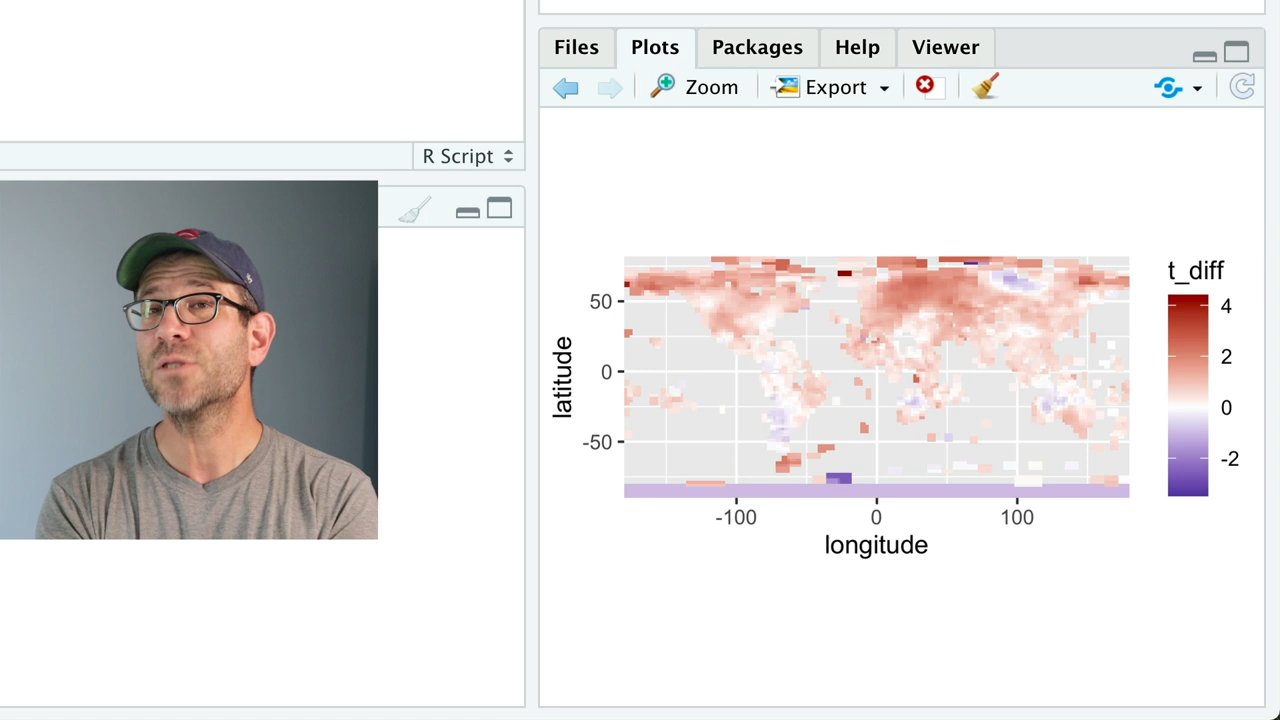 Files Plots Packages Help Viewer
Zoom Export
R Script
t_diff
4
2
0
-2
50
0
-50
latitude
-100 0 100
longitude